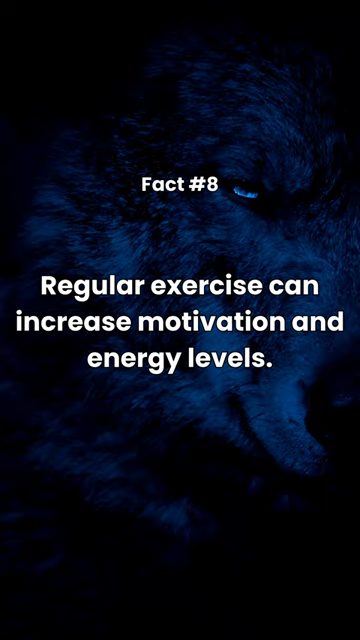 Fact #8
Regular exercise can
increase motivation and
energy levels.